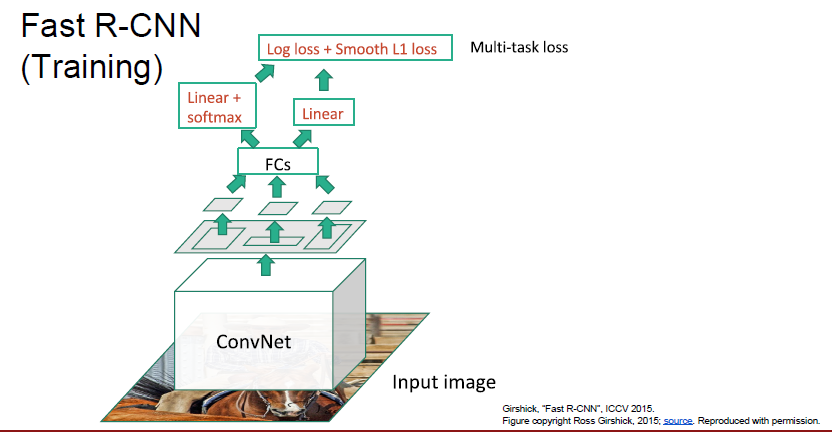 Fast R-CNN
(Training)
Log loss + Smooth L1 loss
Multi-task loss
Linear +
softmax
Linear
FCs
ConvNet
Input image
Girshick, "Fast R-CNN", ICCV 2015.
Figure copyright Ross Girshick, 2015; source. Reproduced with permission.